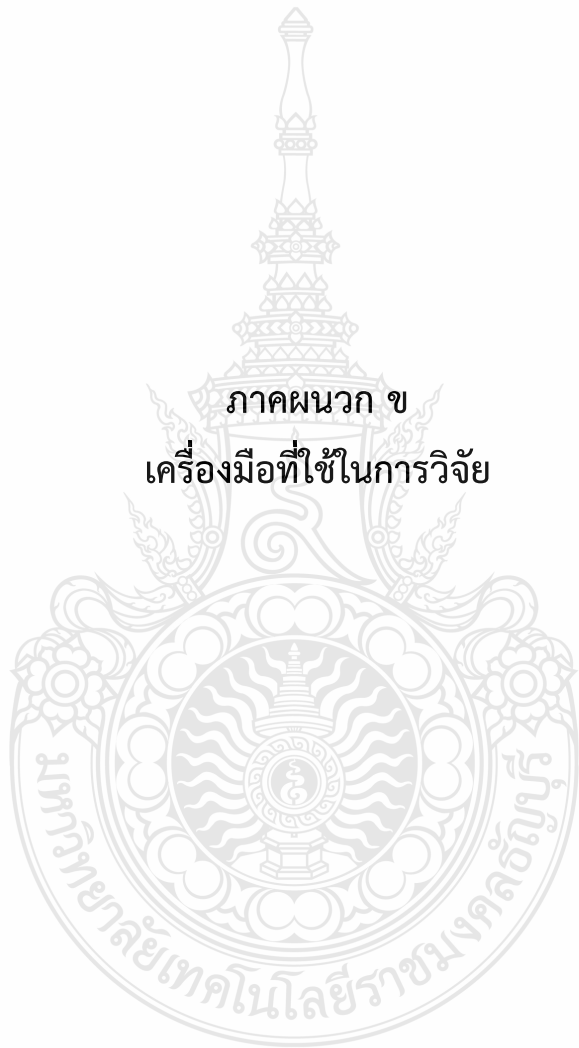 ภาคผนวก ข
เครื่องมือที่ใช้ในการวิจัย
มหาวิทยาลัยเทคโนโลยีราชมงคลธัญบุรี